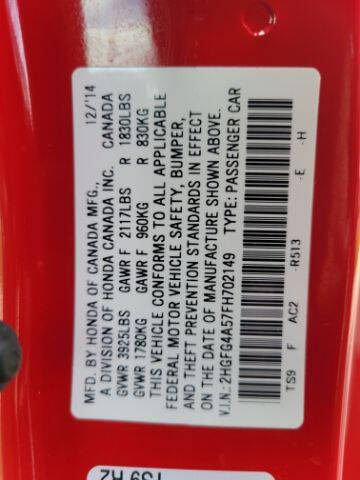 MFD. BY HONDA OF CANADA MFG., 12/'14
A DIVISION OF HONDA CANADA INC. CANADA
GVWR 3925LBS GAWR F 2117LBS R 1830LBS
GVWR 1780KG GAWR F 960KG R 830KG
THIS VEHICLE CONFORMS TO ALL APPLICABLE
FEDERAL MOTOR VEHICLE SAFETY, BUMPER,
AND THEFT PREVENTION STANDARDS IN EFFECT
ON THE DATE OF MANUFACTURE SHOWN ABOVE.
V.I.N.: 2HGFG4A57FH702149 TYPE: PASSENGER CAR
-R513 -E -H
TS9 F AC2